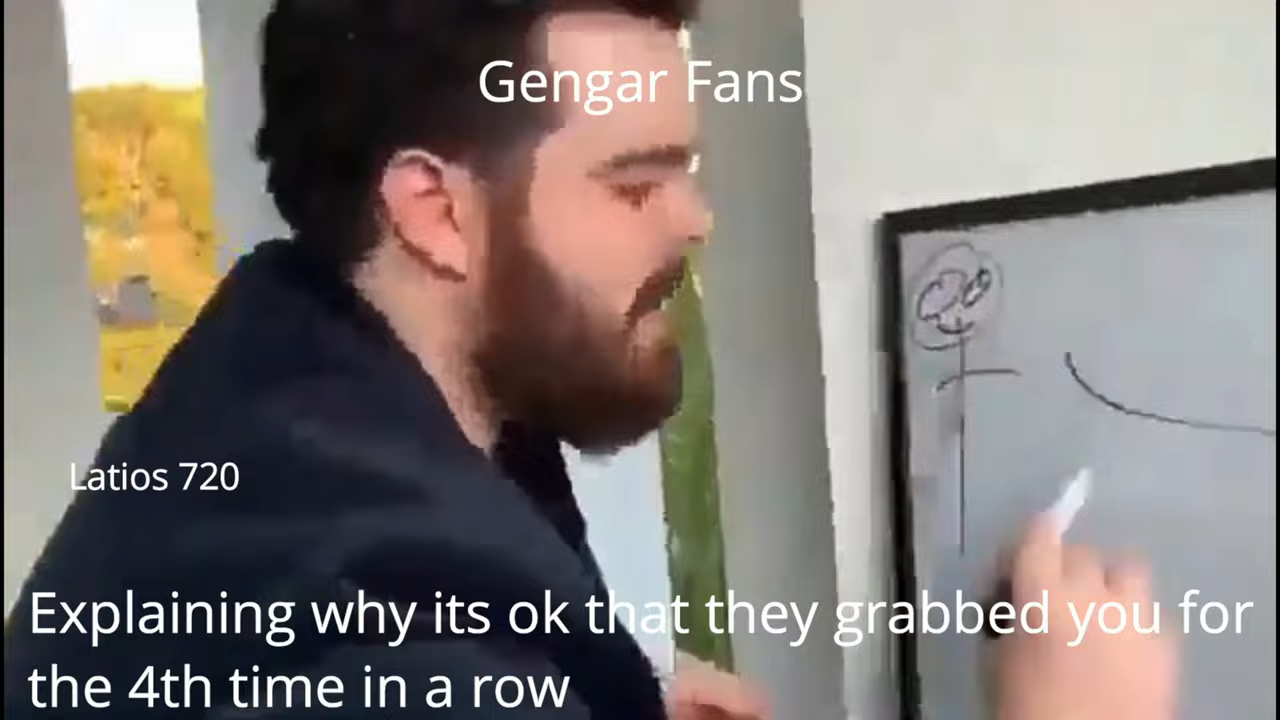 Gengar Fans
Latios 720
Explaining why its ok that they grabbed you for
the 4th time in a row